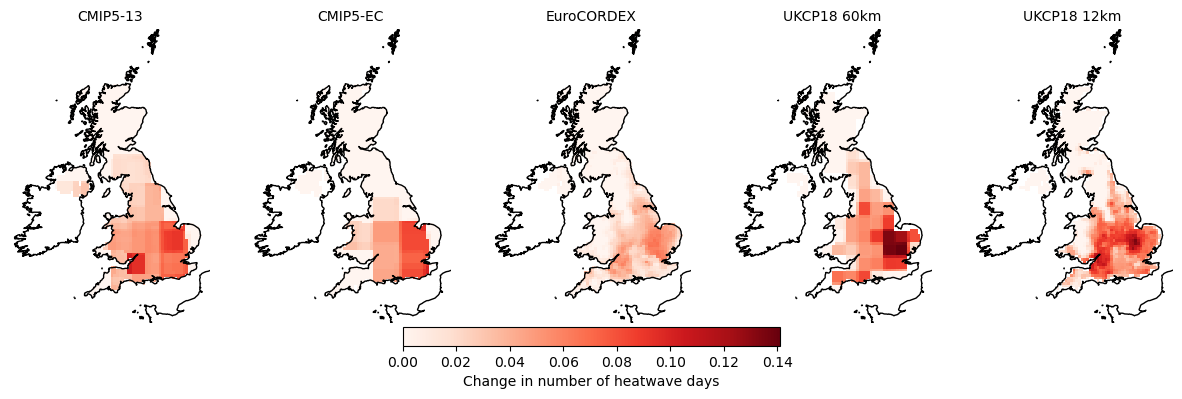 CMIP5-13
CMIP5-EC
EuroCORDEX
UKCP18 60km
UKCP18 12km
0.00 0.02 0.04 0.06 0.08 0.10 0.12 0.14
Change in number of heatwave days